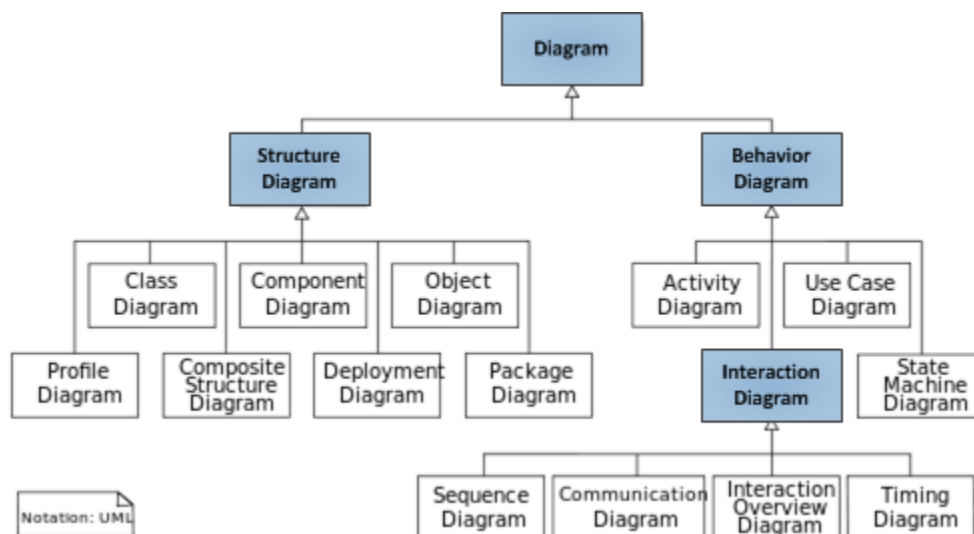 Diagram
Structure
Diagram
Behavior
Diagram
Class
Diagram
Component
Diagram
Object
Diagram
Activity
Diagram
Use Case
Diagram
Profile
Diagram
Composite
Structure
Diagram
Deployment
Diagram
Package
Diagram
Interaction
Diagram
State
Machine
Diagram
Sequence
Diagram
Communication
Diagram
Interaction
Overview
Diagram
Timing
Diagram
Notation: UML